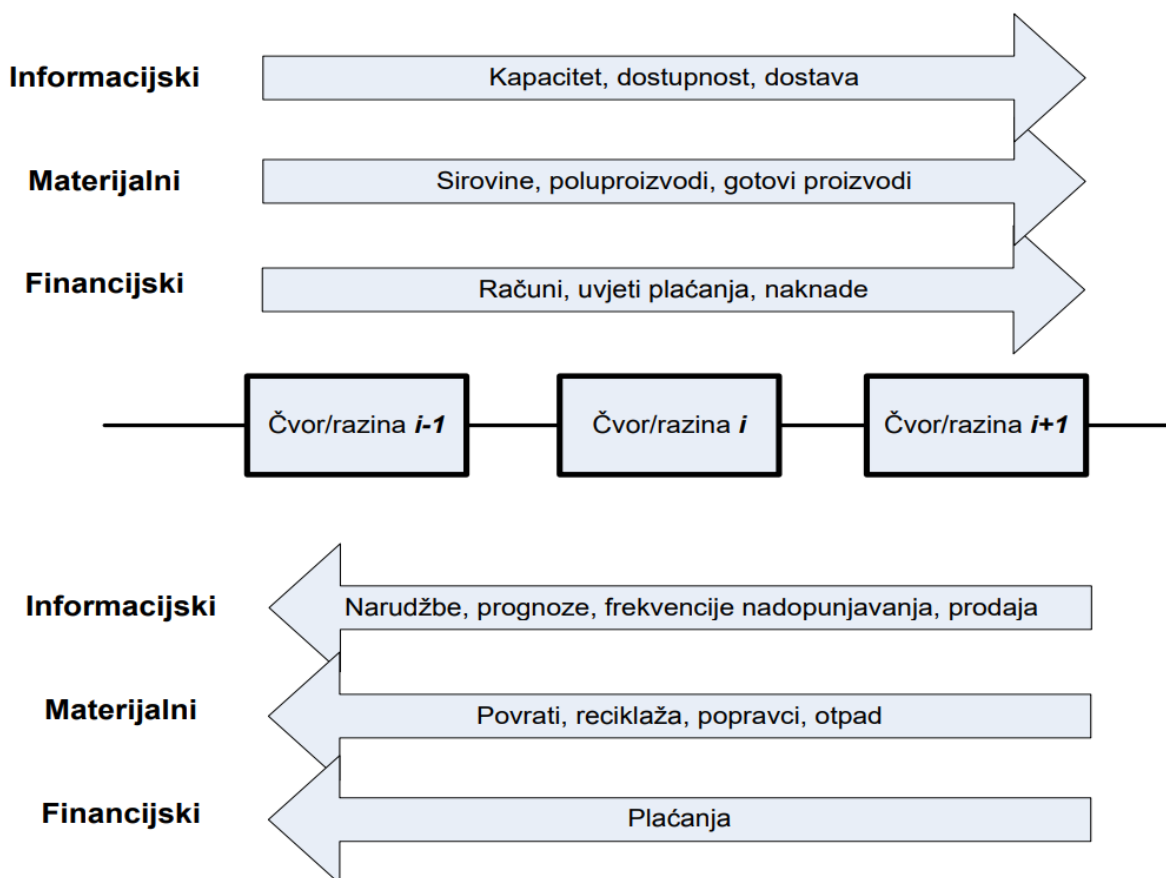 Informacijski
Kapacitet, dostupnost, dostava
Materijalni
Sirovine, poluproizvodi, gotovi proizvodi
Financijski
Računi, uvjeti plaćanja, naknade
Čvor/razina i-1
Čvor/razina i
Čvor/razina i+1
Informacijski
Narudžbe, prognoze, frekvencije nadopunjavanja, prodaja
Materijalni
Povrati, reciklaža, popravci, otpad
Financijski
Plaćanja